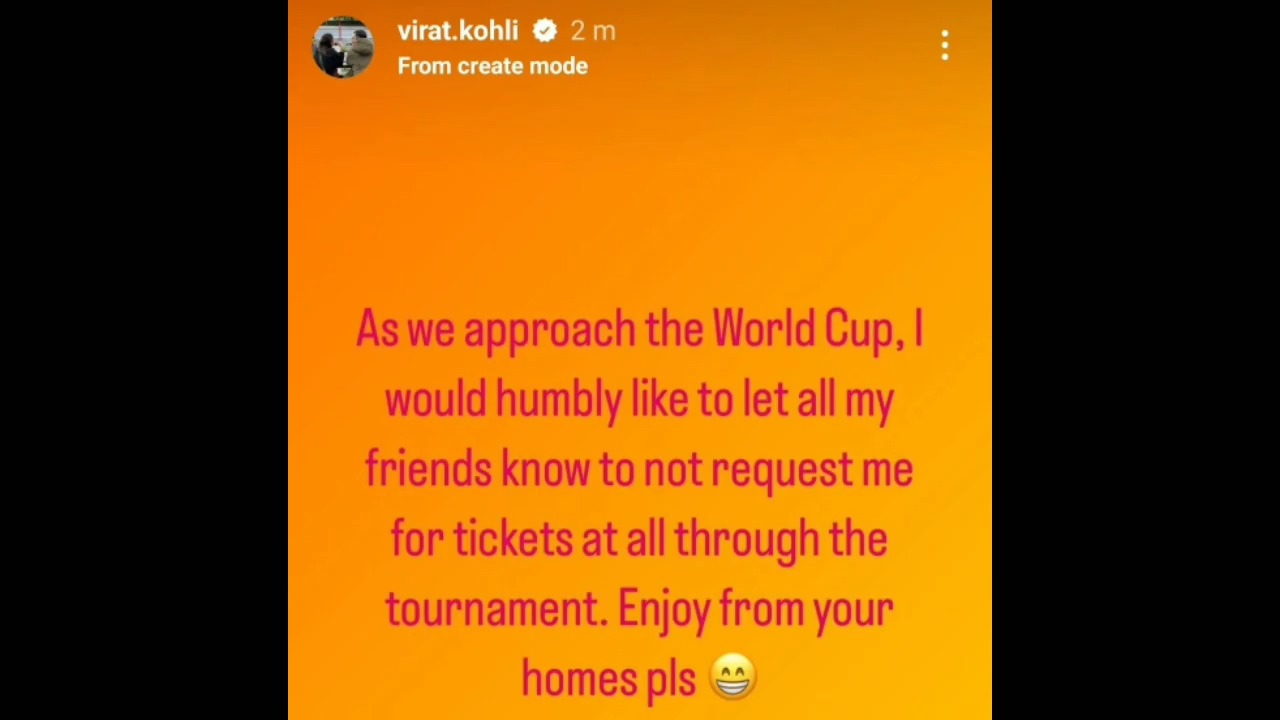 virat.kohli 2 m
From create mode
As we approach the World Cup, I
would humbly like to let all my
friends know to not request me
for tickets at all through the
tournament. Enjoy from your
homes pls 😁